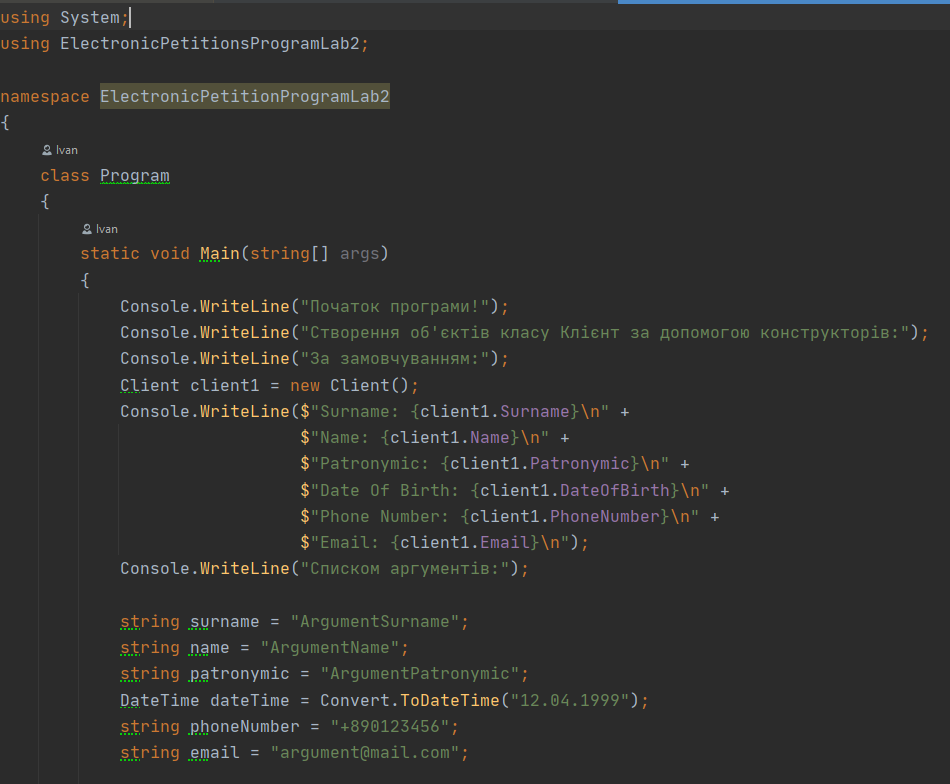 using System;
using ElectronicPetitionsProgramLab2;
namespace ElectronicPetitionProgramLab2
{
Ivan
class Program
{
Ivan
static void Main(string[] args)
{
Console.WriteLine("Початок програми!");
Console.WriteLine("Створення об'єктів класу Клієнт за допомогою конструкторів:");
Console.WriteLine("За замовчуванням:");
Client client1 = new Client();
Console.WriteLine($"Surname: {client1.Surname}\n" +
$"Name: {client1.Name}\n" +
$"Patronymic: {client1.Patronymic}\n" +
$"Date Of Birth: {client1.DateOfBirth}\n" +
$"Phone Number: {client1.PhoneNumber}\n" +
$"Email: {client1.Email}\n");
Console.WriteLine("Списком аргументів:");
string surname = "ArgumentSurname";
string name = "ArgumentName";
string patronymic = "ArgumentPatronymic";
DateTime dateTime = Convert.ToDateTime("12.04.1999");
string phoneNumber = "+890123456";
string email = "argument@mail.com";